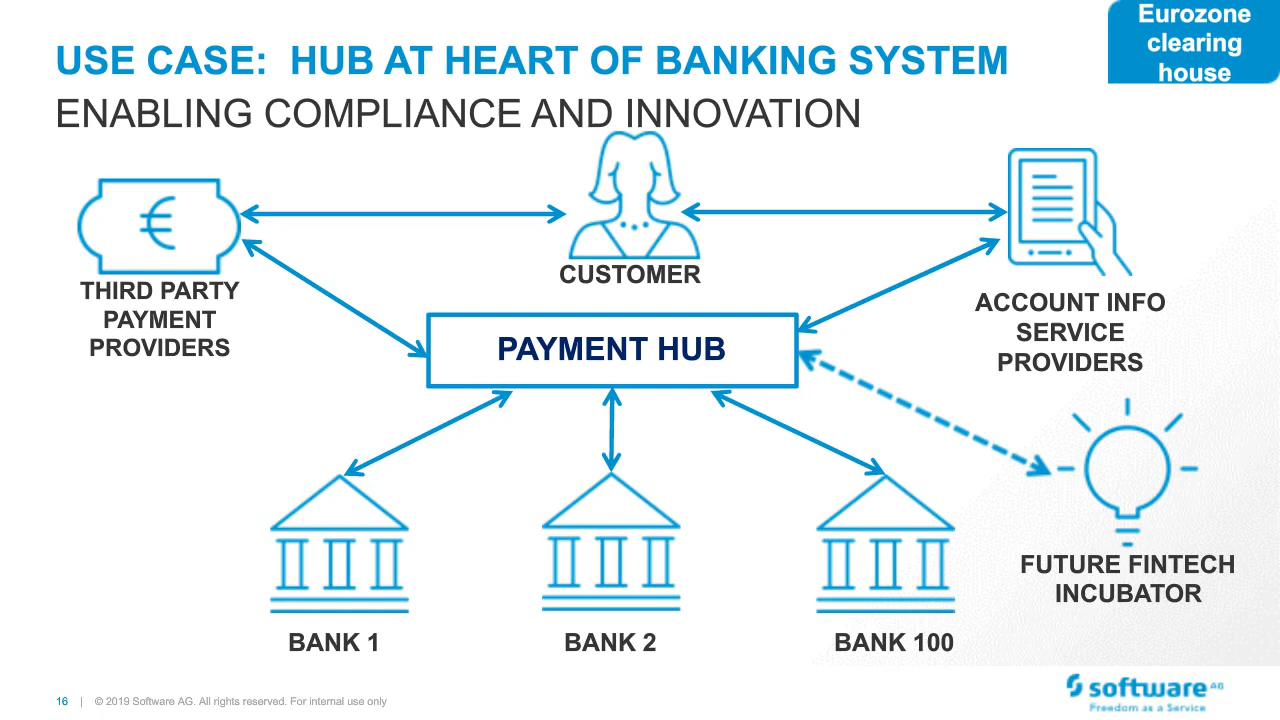 Eurozone
clearing
house
USE CASE:  HUB AT HEART OF BANKING SYSTEM
ENABLING COMPLIANCE AND INNOVATION
€
CUSTOMER
THIRD PARTY
PAYMENT
PROVIDERS
ACCOUNT INFO
SERVICE
PROVIDERS
PAYMENT HUB
FUTURE FINTECH
INCUBATOR
BANK 1
BANK 2
BANK 100
16 | © 2019 Software AG. All rights reserved. For internal use only
software AG
Freedom as a Service